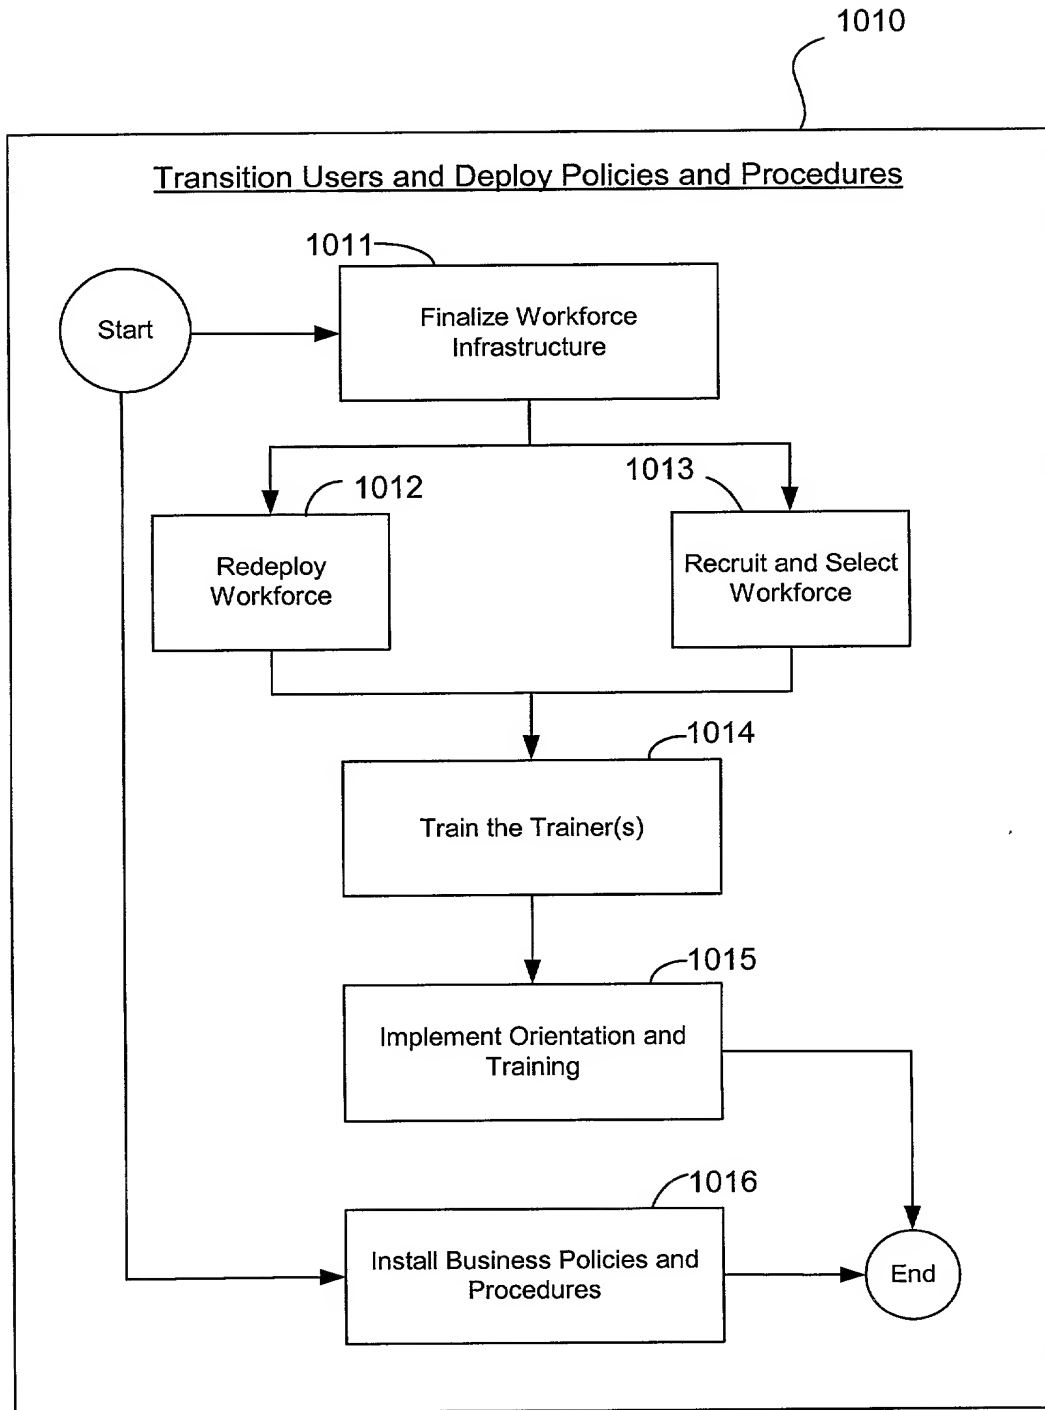 1010
Transition Users and Deploy Policies and Procedures
1011
Start
Finalize Workforce
Infrastructure
1012
1013
Redeploy
Workforce
Recruit and Select
Workforce
1014
Train the Trainer(s)
1015
Implement Orientation and
Training
1016
Install Business Policies and
Procedures
End